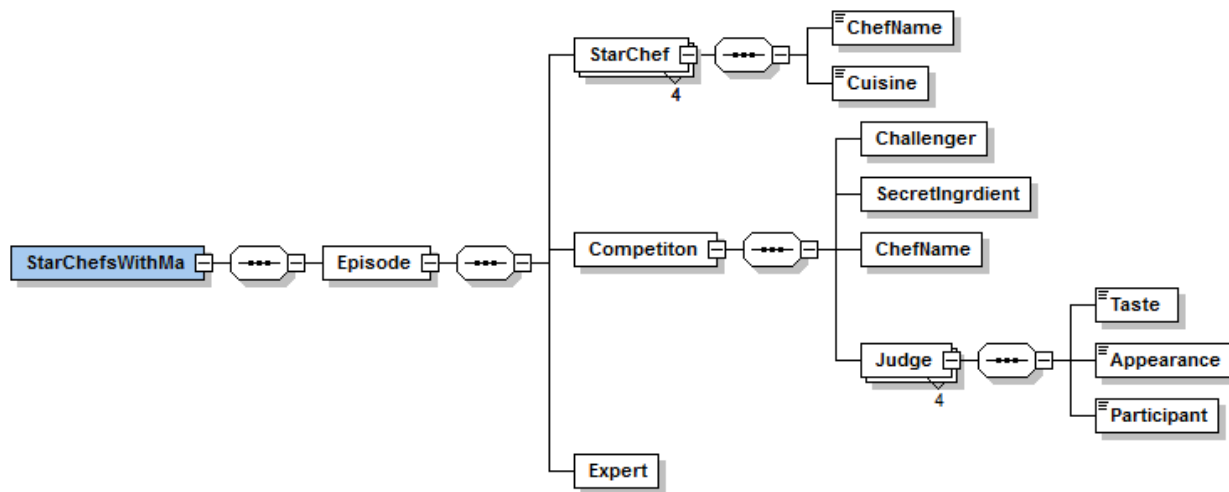 StarChefsWithMa
Episode
StarChef
4
ChefName
Cuisine
Competiton
Challenger
SecretIngrdient
ChefName
Judge
4
Taste
Appearance
Participant
Expert